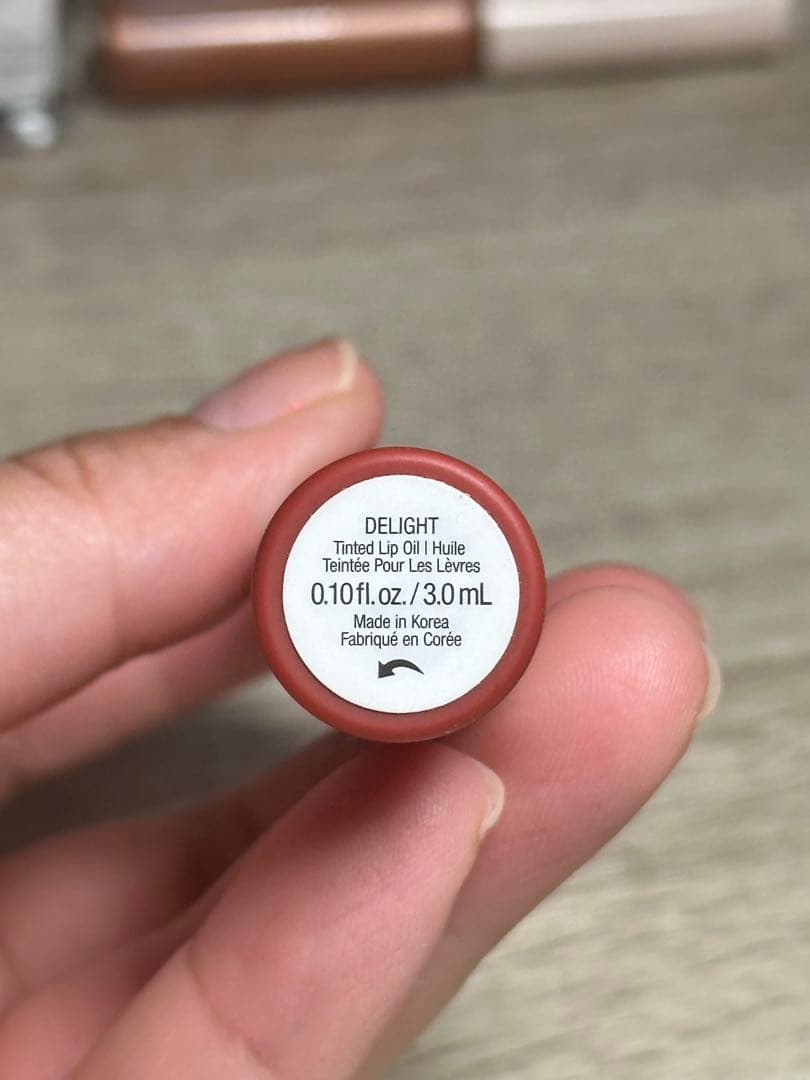 DELIGHT
Tinted Lip Oil | Huile
Teintée Pour Les Lèvres
0.10 fl. oz. / 3.0 mL
Made in Korea
Fabriqué en Corée